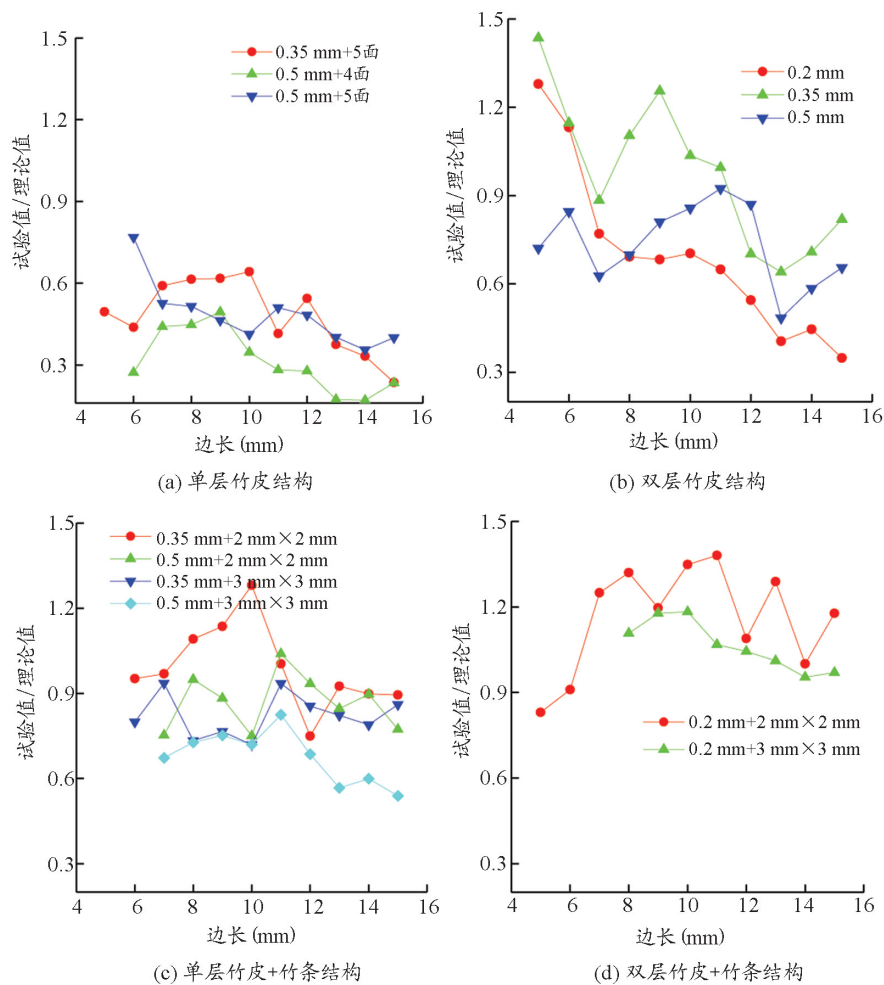 1.5
1.2
0.9
0.6
0.3
试验值/理论值
0.35 mm+5面
0.5 mm+4面
0.5 mm+5面
4 6 8 10 12 14 16
边长 (mm)
(a) 单层竹皮结构
1.5
1.2
0.9
0.6
0.3
试验值/理论值
0.2 mm
0.35 mm
0.5 mm
4 6 8 10 12 14 16
边长 (mm)
(b) 双层竹皮结构
1.5
1.2
0.9
0.6
0.3
试验值/理论值
0.35 mm+2 mm×2 mm
0.5 mm+2 mm×2 mm
0.35 mm+3 mm×3 mm
0.5 mm+3 mm×3 mm
4 6 8 10 12 14 16
边长 (mm)
(c) 单层竹皮+竹条结构
1.5
1.2
0.9
0.6
0.3
试验值/理论值
0.2 mm+2 mm×2 mm
0.2 mm+3 mm×3 mm
4 6 8 10 12 14 16
边长 (mm)
(d) 双层竹皮+竹条结构